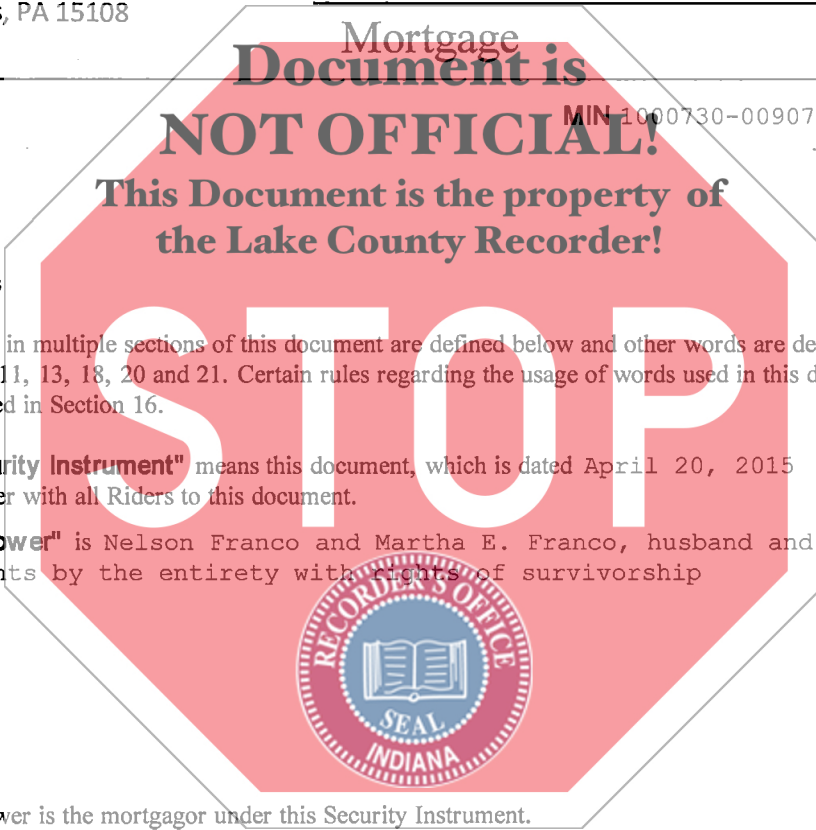 , PA 15108
Mortgage
Document is
NOT OFFICIAL!
MIN 1000730-00907
This Document is the property of
the Lake County Recorder!
in multiple sections of this document are defined below and other words are de
11, 13, 18, 20 and 21. Certain rules regarding the usage of words used in this d
d in Section 16.
STOP
rity Instrument" means this document, which is dated April 20, 2015
er with all Riders to this document.
ower" is Nelson Franco and Martha E. Franco, husband and
nts by the entirety with rights of survivorship
RECORDER'S OFFICE
SEAL
INDIANA
wer is the mortgagor under this Security Instrument.